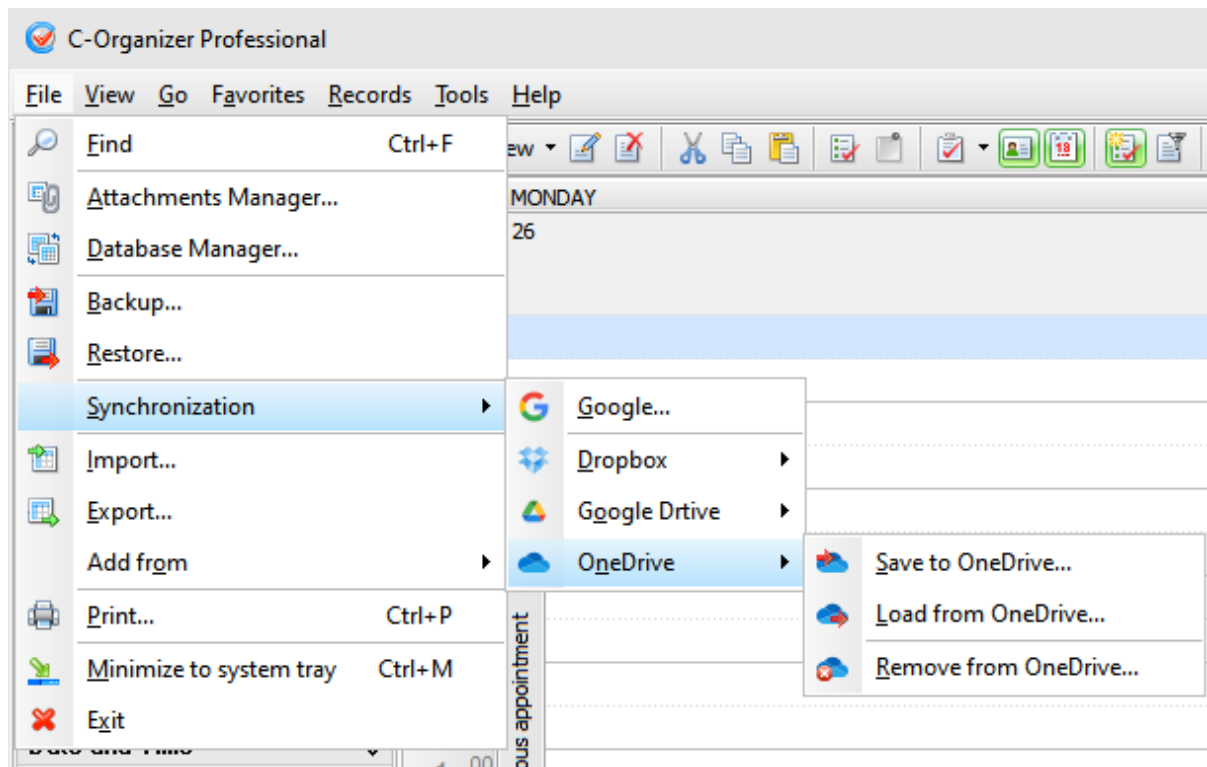 C-Organizer Professional
File View Go Favorites Records Tools Help
Find Ctrl+F
MONDAY
Attachments Manager...
26
Database Manager...
Backup...
Restore...
Synchronization
Google...
Import...
Dropbox
Export...
Google Drtive
Add from
OneDrive
Save to OneDrive...
Print... Ctrl+P
Load from OneDrive...
Minimize to system tray Ctrl+M
Remove from OneDrive...
Exit
appointment
00